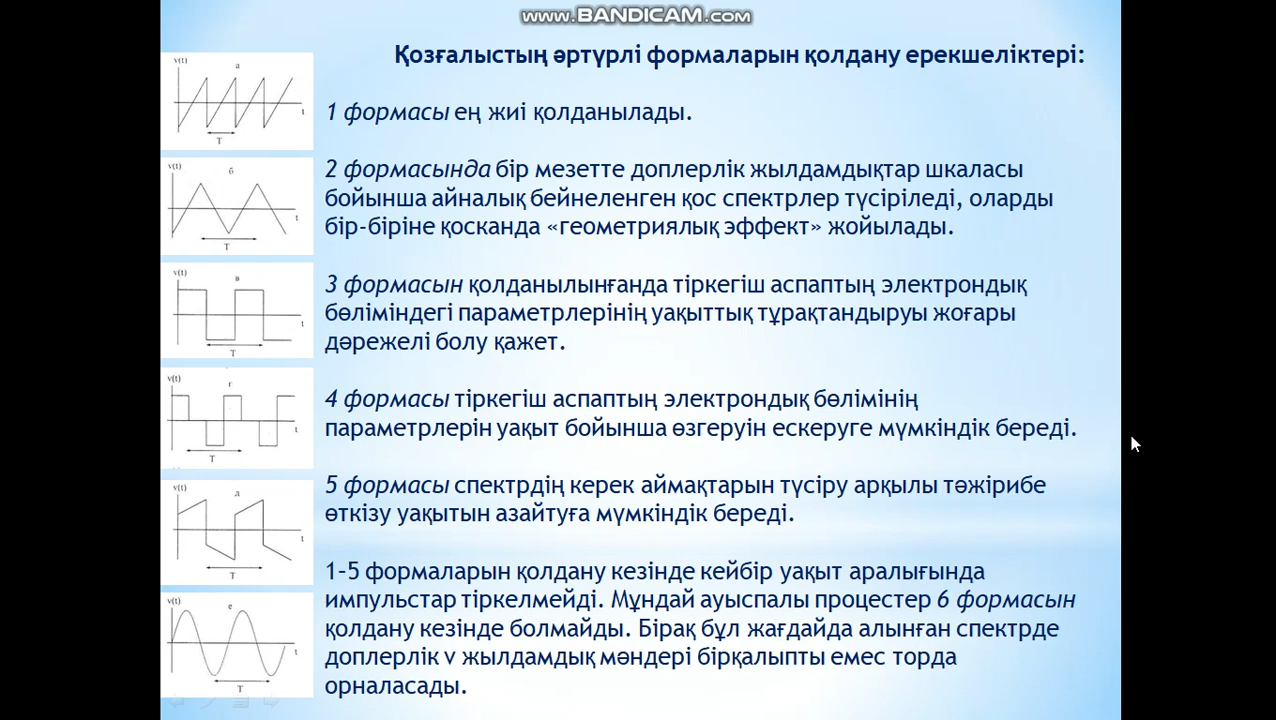 www.BANDICAM.com
Қозғалыстың әртүрлі формаларын қолдану ерекшеліктері:
1 формасы ең жиі қолданылады.
2 формасында бір мезетте доплерлік жылдамдықтар шкаласы
бойынша айналық бейнеленген қос спектрлер түсіріледі, оларды
бір-біріне қосканда «геометриялық эффект» жойылады.
3 формасын қолданылынғанда тіркегіш аспаптың электрондық
бөліміндегі параметрлерінің уақыттық тұрақтандыруы жоғары
дәрежелі болу қажет.
4 формасы тіркегіш аспаптың электрондық бөлімінің
параметрлерін уақыт бойынша өзгеруін ескеруге мүмкіндік береді.
5 формасы спектрдің керек аймақтарын түсіру арқылы тәжірибе
өткізу уақытын азайтуға мүмкіндік береді.
1-5 формаларын қолдану кезінде кейбір уақыт аралығында
импульстар тіркелмейді. Мұндай ауыспалы процестер 6 формасын
қолдану кезінде болмайды. Бірақ бұл жағдайда алынған спектрде
доплерлік v жылдамдық мәндері бірқалыпты емес торда
орналасады.
v(t)
а
t
T
v(t)
б
t
T
v(t)
в
t
T
v(t)
г
t
T
v(t)
д
t
T
v(t)
е
t
T